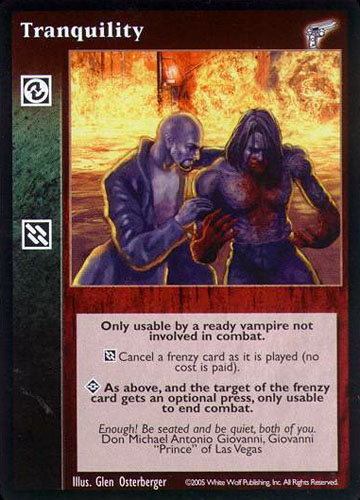 Tranquility
Only usable by a ready vampire not
involved in combat.
Cancel a frenzy card as it is played (no
cost is paid).
As above, and the target of the frenzy
card gets an optional press, only usable
to end combat.
Enough! Be seated and be quiet, both of you.
Don Michael Antonio Giovanni, Giovanni
"Prince" of Las Vegas
Illus. Glen Osterberger
©2005 White Wolf Publishing, Inc. All Rights Reserved.